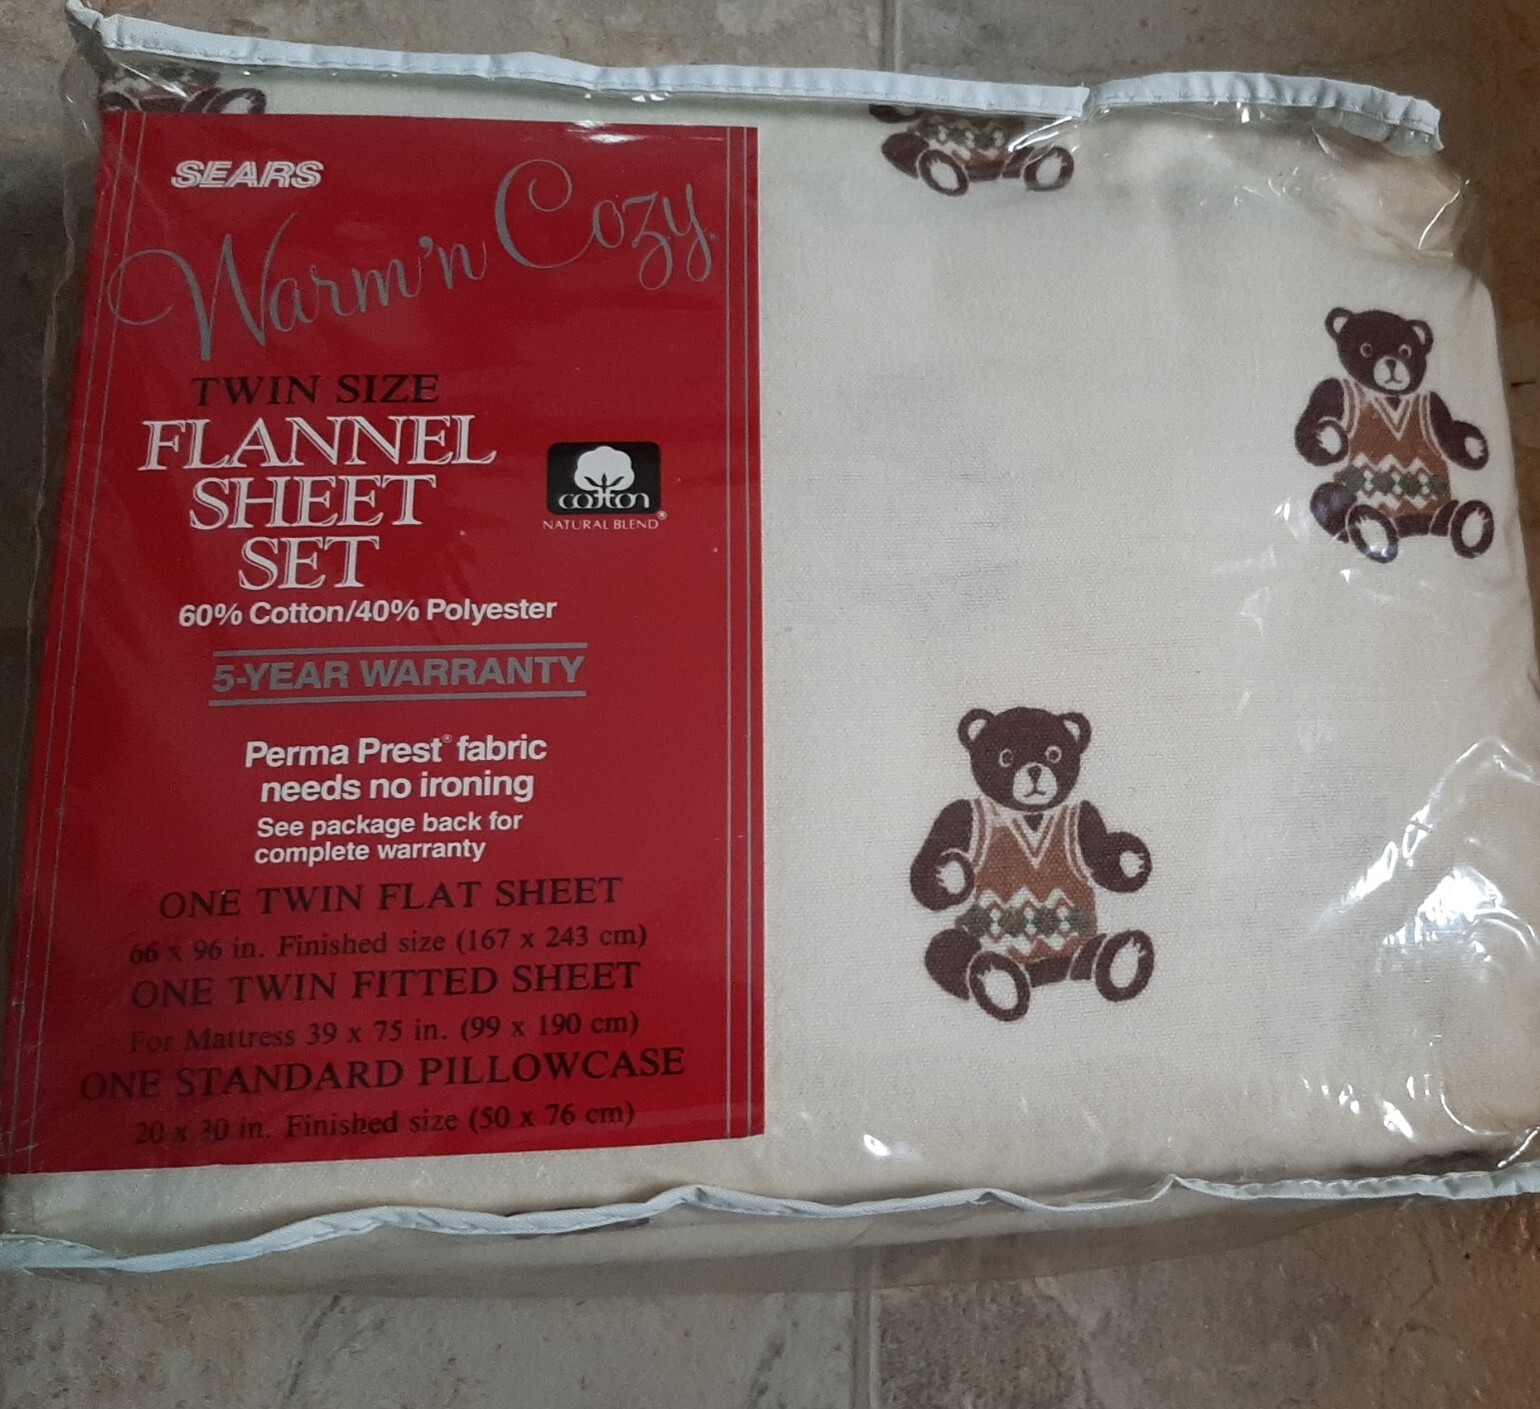 SEARS
Warm'n Cozy
TWIN SIZE
FLANNEL
SHEET
SET
cotton
NATURAL BLEND®
60% Cotton/40% Polyester
5-YEAR WARRANTY
Perma Prest® fabric
needs no ironing
See package back for
complete warranty
ONE TWIN FLAT SHEET
66 x 96 in. Finished size (167 x 243 cm)
ONE TWIN FITTED SHEET
For Mattress 39 x 75 in. (99 x 190 cm)
ONE STANDARD PILLOWCASE
20 x 30 in. Finished size (50 x 76 cm)